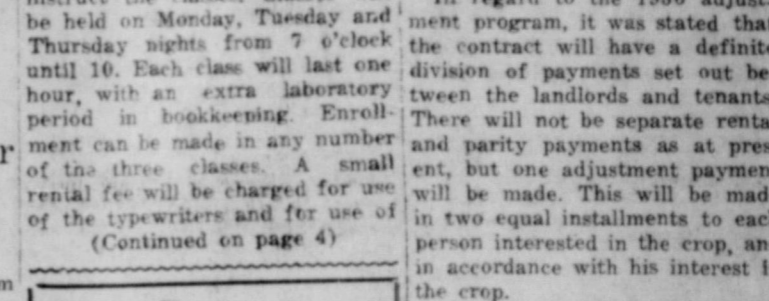 be held on Monday, Tuesday and
Thursday nights from 7 o'clock
until 10. Each class will last one
hour, with an extra laboratory
period in bookkeeping. Enroll-
ment can be made in any number
of the three classes. A small
rental fee will be charged for use
of the typewriters and for use of
(Continued on page 4)
ment program, it was stated tha
the contract will have a definit
division of payments set out be
tween the landlords and tenants
There will not be separate renta
and parity payments as at pres
ent, but one adjustment paymen
will be made. This will be mad
in two equal installments to eac
person interested in the crop, an
in accordance with his interest i
the crop.